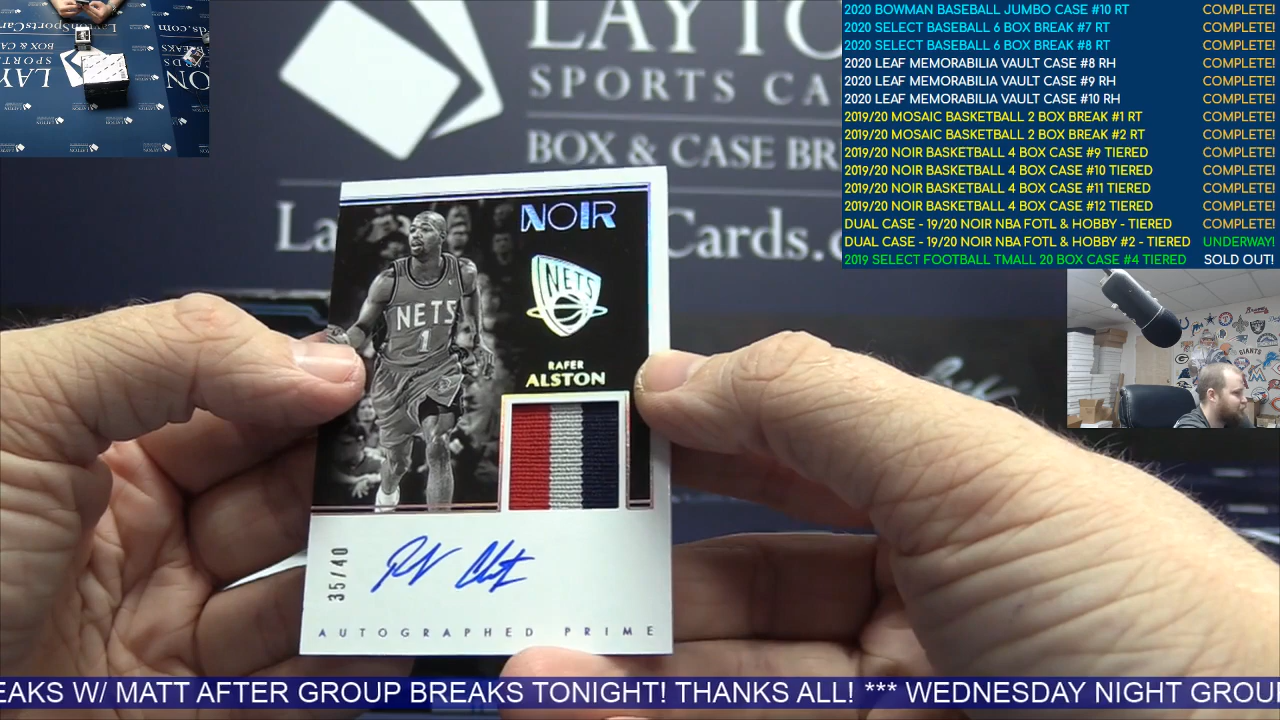 LAYTO
SPORTS CA
BOX & CASE BR
La
Cards.c
2020 BOWMAN BASEBALL JUMBO CASE #10 RT COMPLETE!
2020 SELECT BASEBALL 6 BOX BREAK #7 RT COMPLETE!
2020 SELECT BASEBALL 6 BOX BREAK #8 RT COMPLETE!
2020 LEAF MEMORABILIA VAULT CASE #8 RH COMPLETE!
2020 LEAF MEMORABILIA VAULT CASE #9 RH COMPLETE!
2020 LEAF MEMORABILIA VAULT CASE #10 RH COMPLETE!
2019/20 MOSAIC BASKETBALL 2 BOX BREAK #1 RT COMPLETE!
2019/20 MOSAIC BASKETBALL 2 BOX BREAK #2 RT COMPLETE!
2019/20 NOIR BASKETBALL 4 BOX CASE #9 TIERED COMPLETE!
2019/20 NOIR BASKETBALL 4 BOX CASE #10 TIERED COMPLETE!
2019/20 NOIR BASKETBALL 4 BOX CASE #11 TIERED COMPLETE!
2019/20 NOIR BASKETBALL 4 BOX CASE #12 TIERED COMPLETE!
DUAL CASE - 19/20 NOIR NBA FOTL & HOBBY - TIERED COMPLETE!
DUAL CASE - 19/20 NOIR NBA FOTL & HOBBY #2 - TIERED UNDERWAY!
2019 SELECT FOOTBALL TMALL 20 BOX CASE #4 TIERED SOLD OUT!
NOIR
NETS
NETS
1
RAFER
ALSTON
35/40
AUTOGRAPHED PRIME
GIANTS
EAKS W/ MATT AFTER GROUP BREAKS TONIGHT! THANKS ALL! *** WEDNESDAY NIGHT GROU